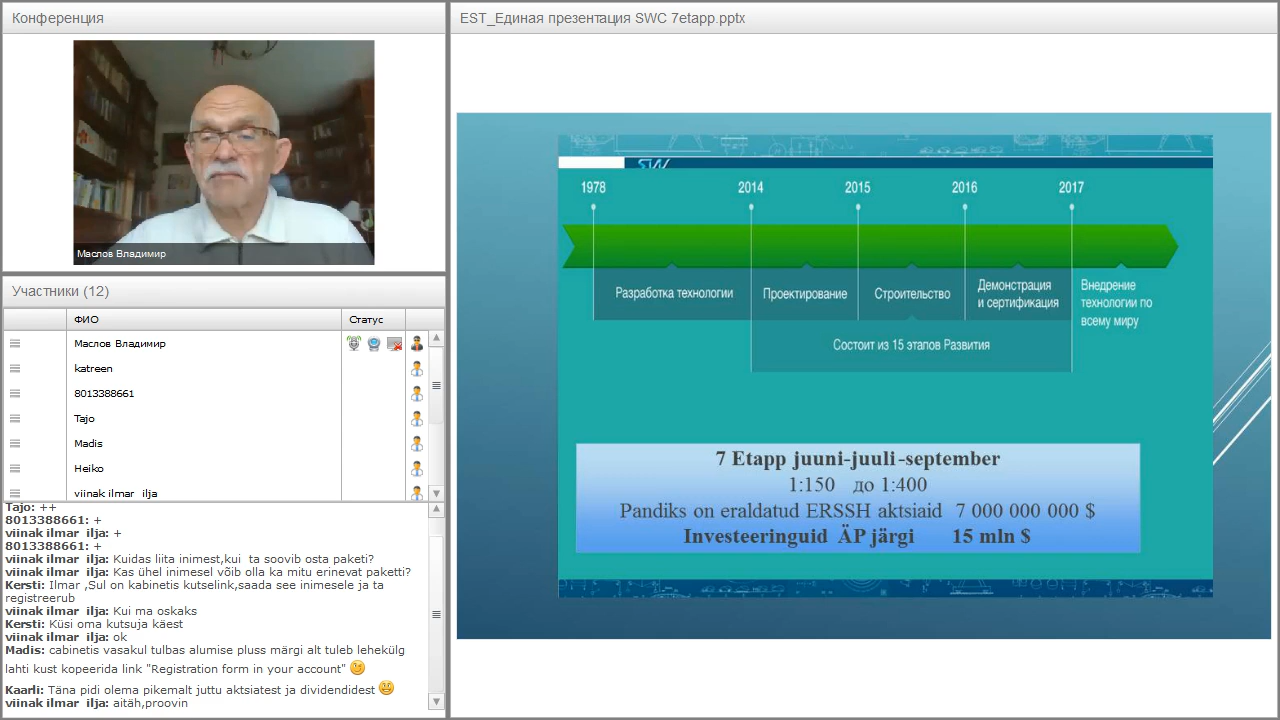 Конференция
Маслов Владимир
Участники (12)
ФИО
Статус
Маслов Владимир
katreen
8013388661
Tajo
Madis
Heiko
viinak ilmar  ilja
Tajo: ++
8013388661: +
viinak ilmar  ilja: +
8013388661: +
viinak ilmar  ilja: Kuidas liita inimest,kui  ta soovib osta paketi?
viinak ilmar  ilja: Kas ühel inimesel võib olla ka mitu erinevat paketti?
Kersti: Ilmar ,Sul on kabinetis kutselink,saada see inimesele ja ta
registreerub
viinak ilmar  ilja: Kui ma oskaks
Kersti: Küsi oma kutsuja käest
viinak ilmar  ilja: ok
Madis: cabinetis vasakul tulbas alumise pluss märgi alt tuleb lehekülg
lahti kust kopeerida link "Registration form in your account"
Kaarli: Täna pidi olema pikemalt juttu aktsiatest ja dividendidest
viinak ilmar  ilja: aitäh,proovin
EST_Единая презентация SWC 7etapp.pptx
1978
2014
2015
2016
2017
Разработка технологии
Проектирование
Строительство
Демонстрация
и сертификация
Внедрение
технологии по
всему миру
Состоит из 15 этапов Развития
7 Etapp juuni-juuli-september
1:150 до 1:400
Pandiks on eraldatud ERSSH aktsiaid 7 000 000 000 $
Investeeringuid ÄP järgi 15 mln $